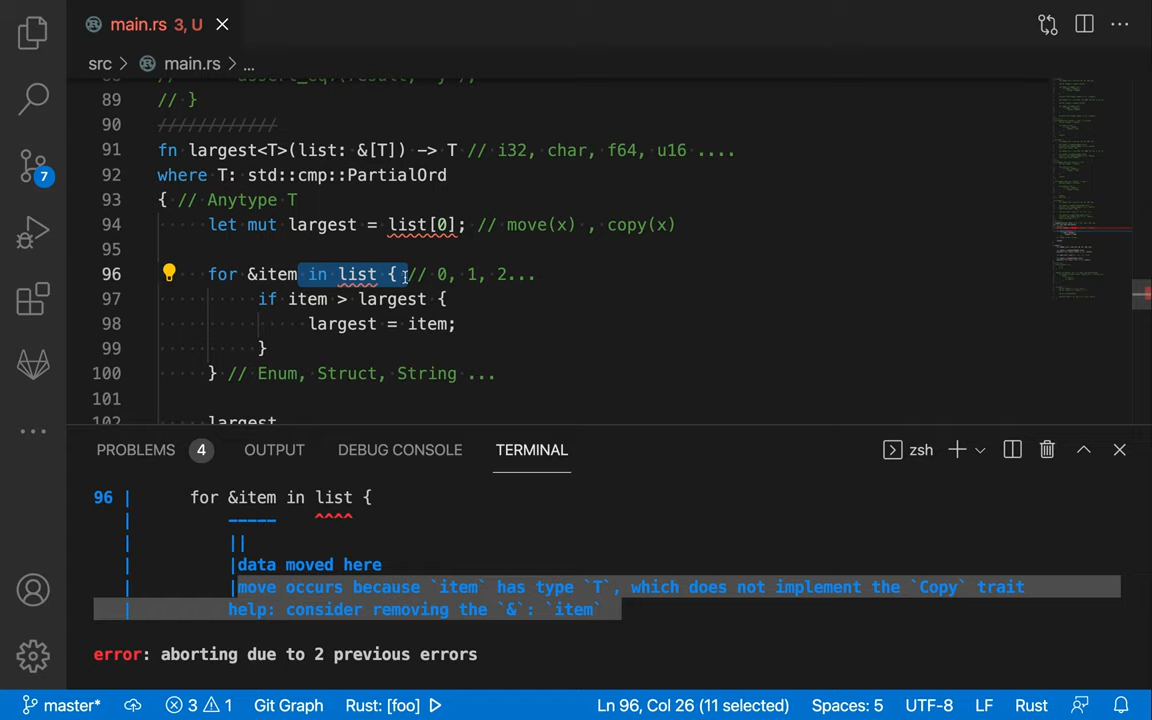 main.rs 3, U
src > main.rs > ...
89 // }
90 ////////////
91 fn largest<T>(list: &[T]) -> T // i32, char, f64, u16 ....
92 where T: std::cmp::PartialOrd
93 { // Anytype T
94 let mut largest = list[0]; // move(x) , copy(x)
95
96 for &item in list { // 0, 1, 2...
97 if item > largest {
98 largest = item;
99 }
100 } // Enum, Struct, String ...
101
102 largest
7
PROBLEMS 4 OUTPUT DEBUG CONSOLE TERMINAL zsh
96 | for &item in list {
| ----- ^^^^
| ||
| |data moved here
| |move occurs because `item` has type `T`, which does not implement the `Copy` trait
| help: consider removing the `&`: `item`
error: aborting due to 2 previous errors
master* 3 1 Git Graph Rust: [foo] Ln 96, Col 26 (11 selected) Spaces: 5 UTF-8 LF Rust